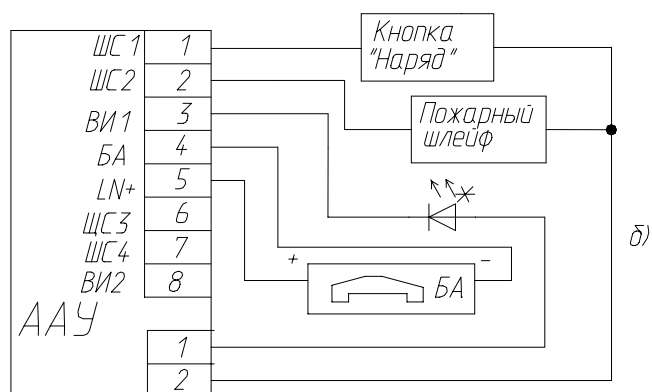 ШС1 1
ШС2 2
ВИ1 3
БА 4
LN+ 5
ЩС3 6
ШС4 7
ВИ2 8
ААУ
1
2
Кнопка
"Наряд"
Пожарный
шлейф
+ −
БА
б)